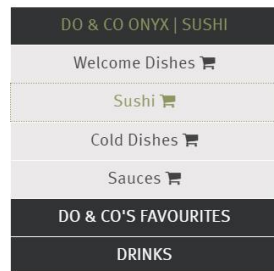 DO & CO ONYX | SUSHI
Welcome Dishes
Sushi
Cold Dishes
Sauces
DO & CO'S FAVOURITES
DRINKS